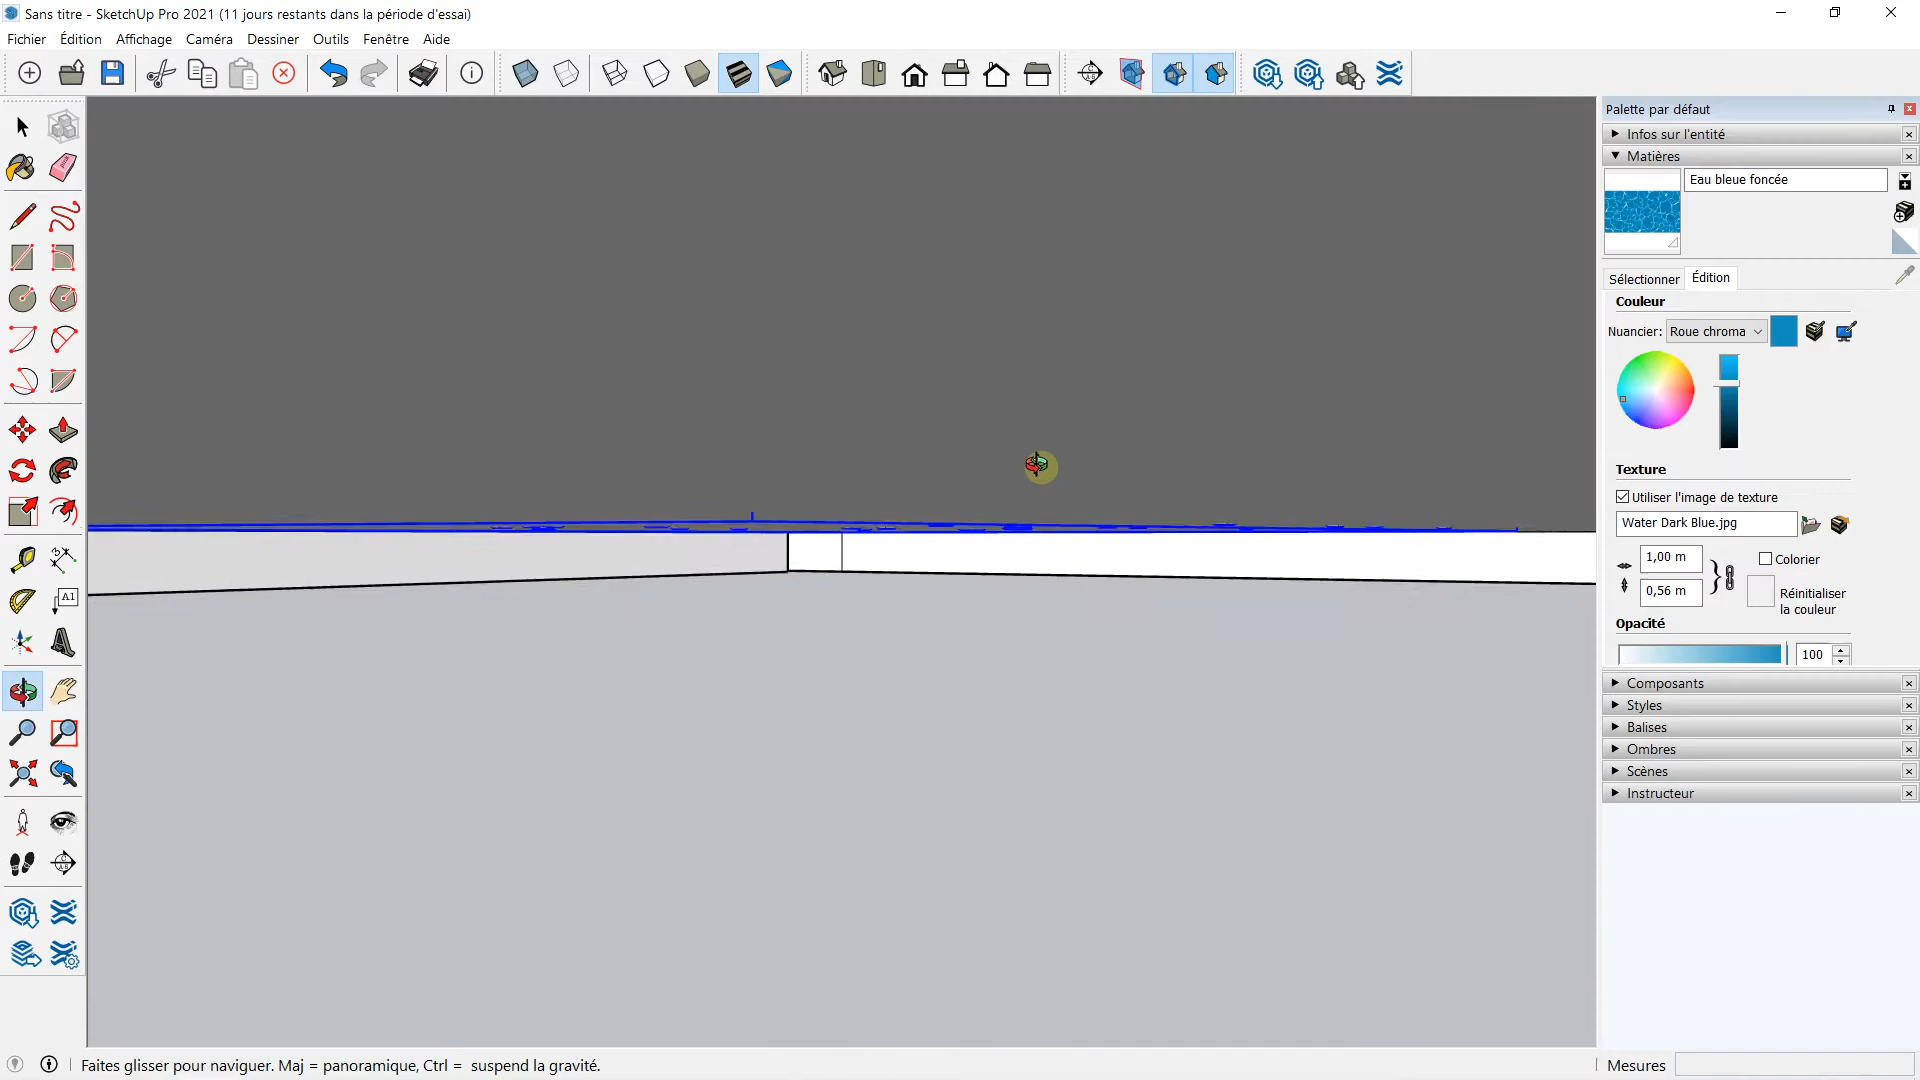 Sans titre - SketchUp Pro 2021 (11 jours restants dans la période d'essai)
Fichier Édition Affichage Caméra Dessiner Outils Fenêtre Aide
Palette par défaut
Infos sur l'entité
Matières
Eau bleue foncée
Sélectionner Édition
Couleur
Nuancier: Roue chroma
Texture
Utiliser l'image de texture
Water Dark Blue.jpg
1,00 m
Colorier
0,56 m
Réinitialiser
la couleur
Opacité
100
Composants
Styles
Balises
Ombres
Scènes
Instructeur
A1
Faites glisser pour naviguer. Maj = panoramique, Ctrl = suspend la gravité.
Mesures